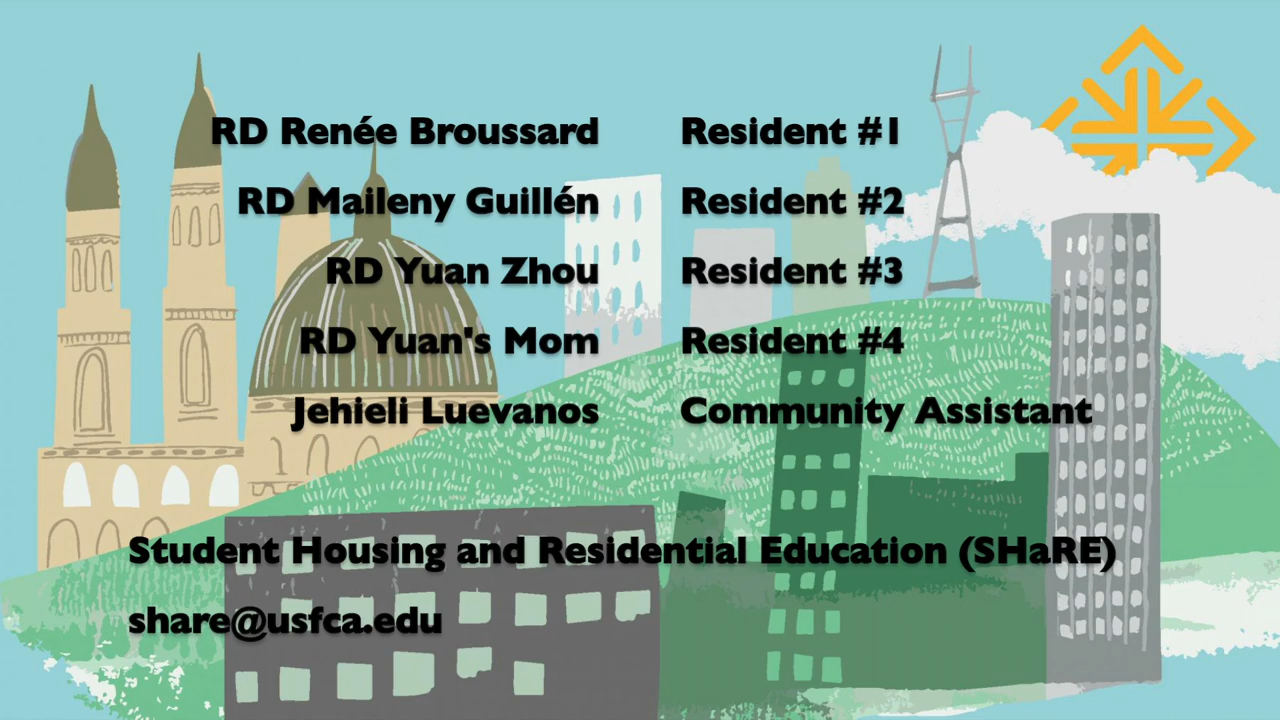 RD Renée Broussard Resident #1
RD Maileny Guillén Resident #2
RD Yuan Zhou Resident #3
RD Yuan's Mom Resident #4
Jehieli Luevanos Community Assistant
Student Housing and Residential Education (SHaRE)
share@usfca.edu